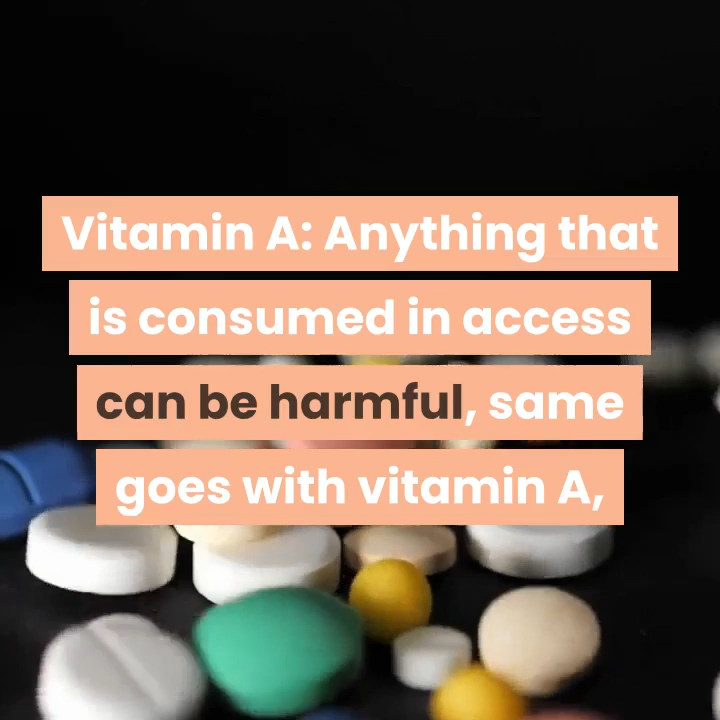 Vitamin A: Anything that
is consumed in access
can be harmful, same
goes with vitamin A,